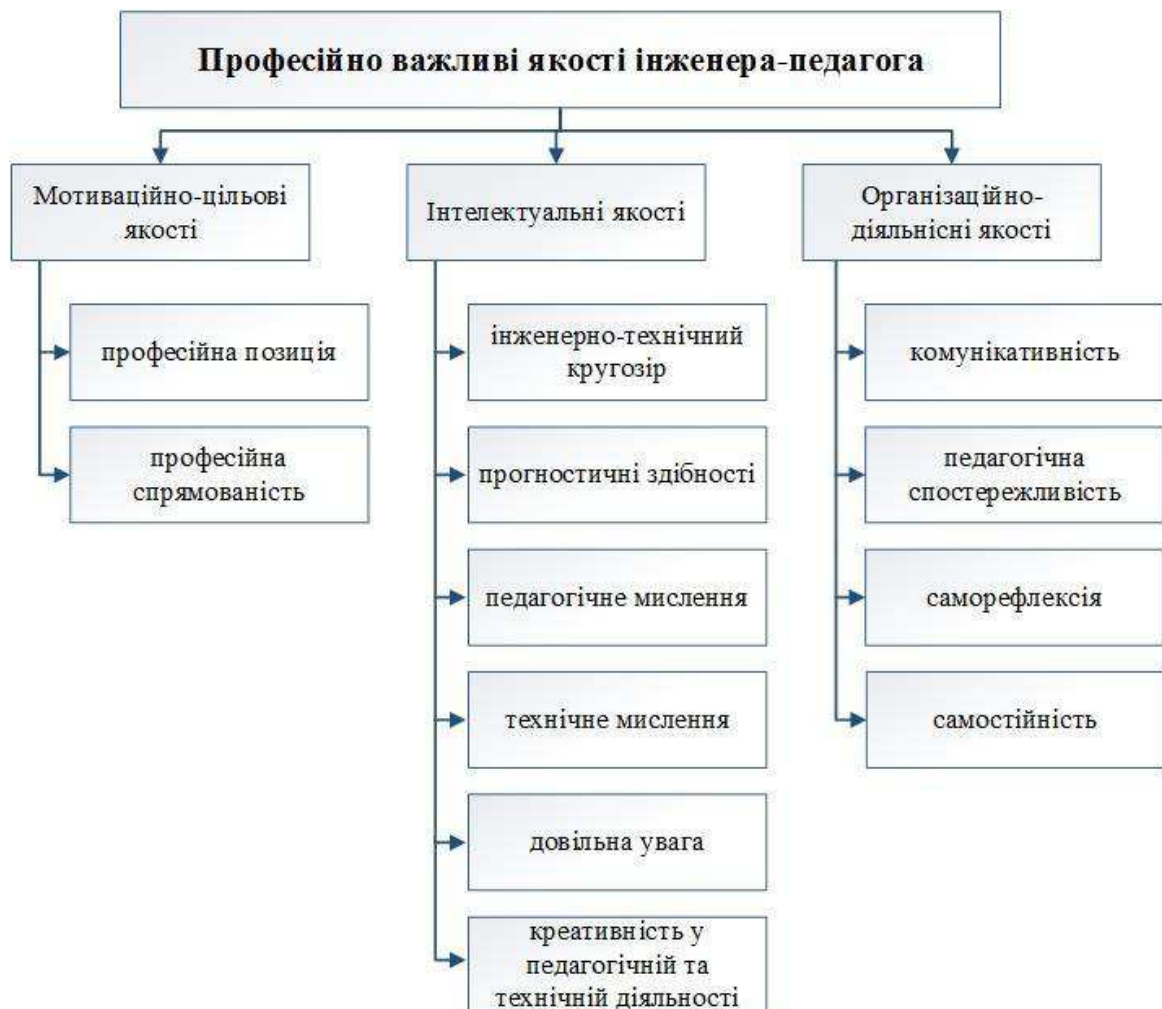 Професійно важливі якості інженера-педагога
Мотиваційно-цільові
якості
професійна позиція
професійна
спрямованість
Інтелектуальні якості
інженерно-технічний
кругозір
прогностичні здібності
педагогічне мислення
технічне мислення
довільна увага
креативність у
педагогічній та
технічній діяльності
Організаційно-
діяльнісні якості
комунікативність
педагогічна
спостережливість
саморефлексія
самостійність